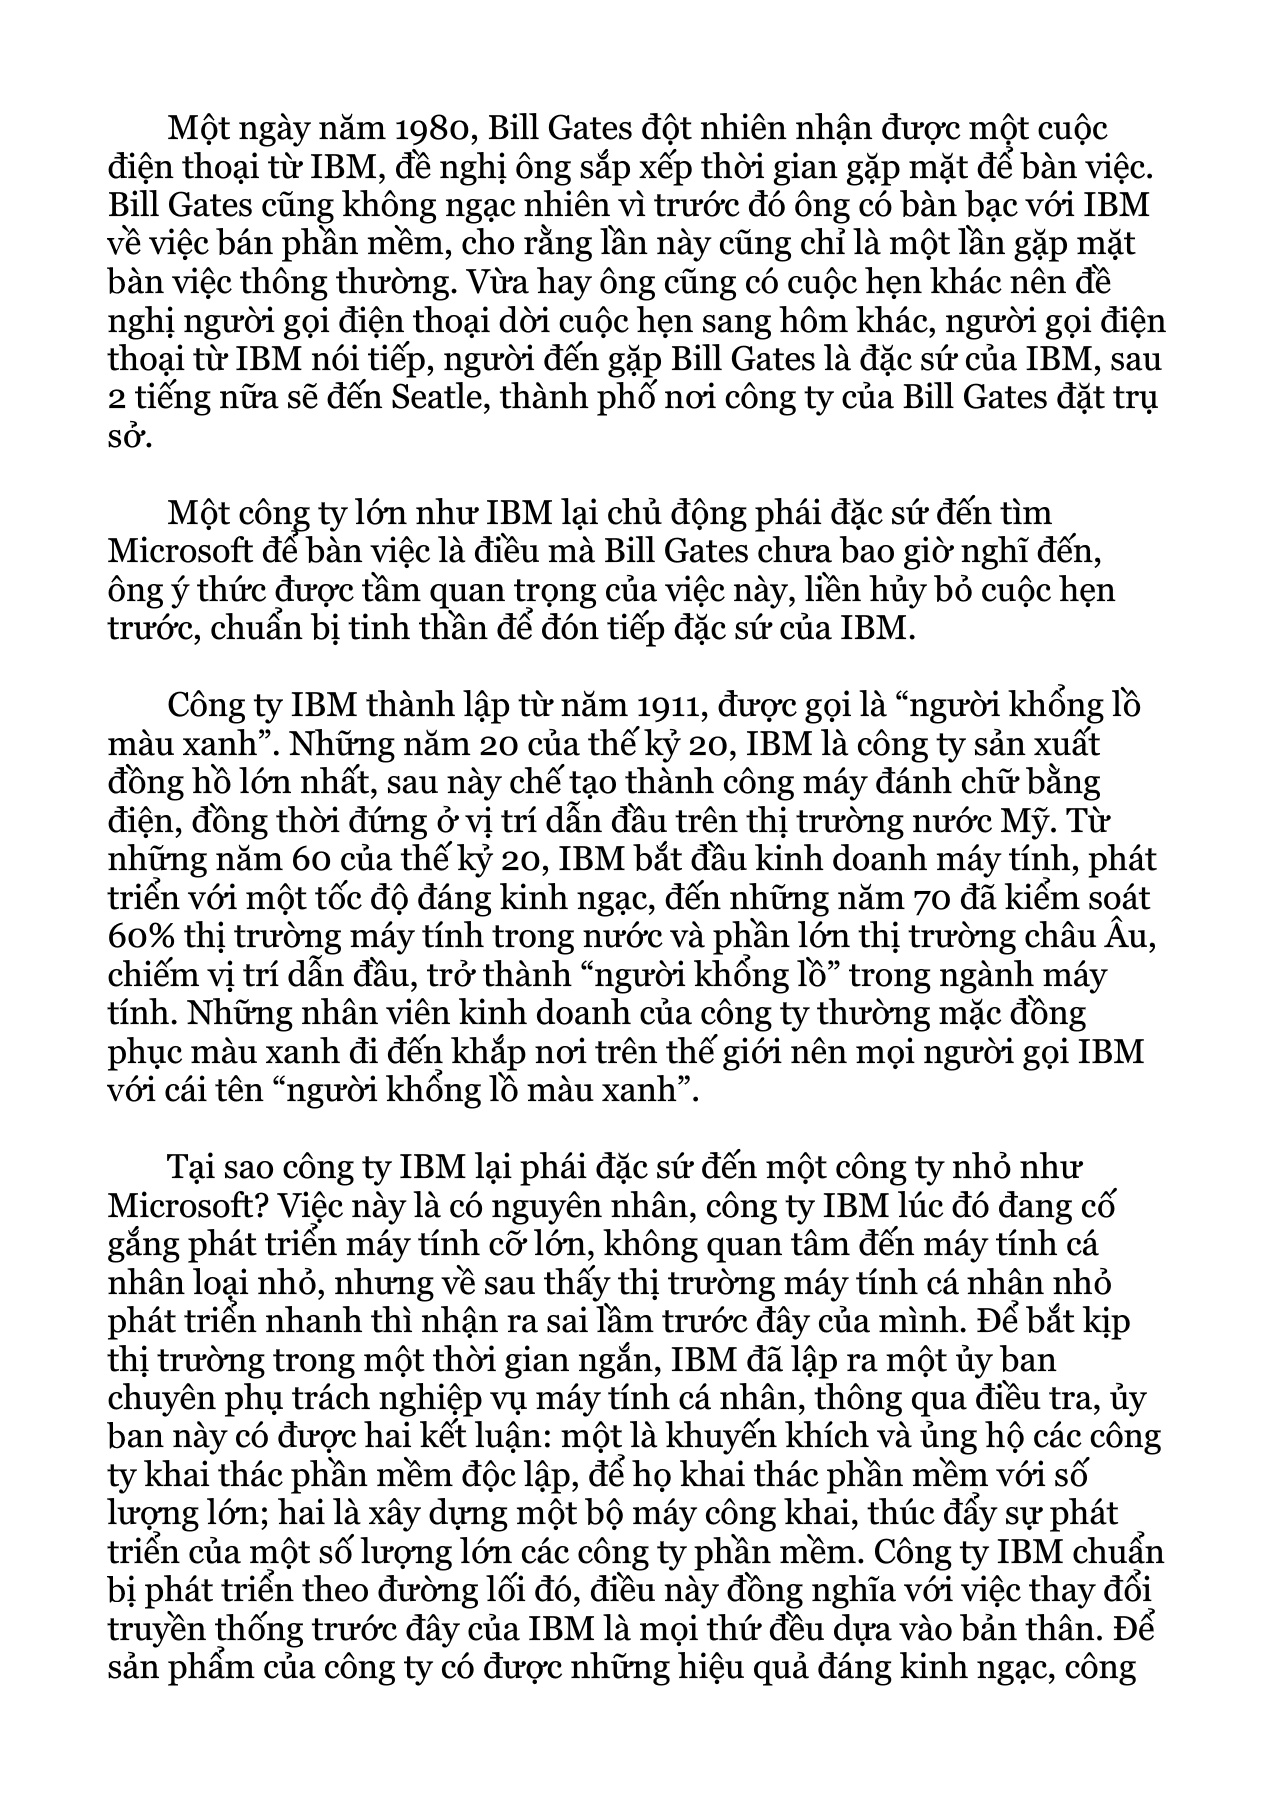 Một ngày năm 1980, Bill Gates đột nhiên nhận được một cuộc
điện thoại từ IBM, đề nghị ông sắp xếp thời gian gặp mặt để bàn việc.
Bill Gates cũng không ngạc nhiên vì trước đó ông có bàn bạc với IBM
về việc bán phần mềm, cho rằng lần này cũng chỉ là một lần gặp mặt
bàn việc thông thường. Vừa hay ông cũng có cuộc hẹn khác nên đề
nghị người gọi điện thoại dời cuộc hẹn sang hôm khác, người gọi điện
thoại từ IBM nói tiếp, người đến gặp Bill Gates là đặc sứ của IBM, sau
2 tiếng nữa sẽ đến Seatle, thành phố nơi công ty của Bill Gates đặt trụ
sở.
Một công ty lớn như IBM lại chủ động phái đặc sứ đến tìm
Microsoft để bàn việc là điều mà Bill Gates chưa bao giờ nghĩ đến,
ông ý thức được tầm quan trọng của việc này, liền hủy bỏ cuộc hẹn
trước, chuẩn bị tinh thần để đón tiếp đặc sứ của IBM.
Công ty IBM thành lập từ năm 1911, được gọi là “người khổng lồ
màu xanh”. Những năm 20 của thế kỷ 20, IBM là công ty sản xuất
đồng hồ lớn nhất, sau này chế tạo thành công máy đánh chữ bằng
điện, đồng thời đứng ở vị trí dẫn đầu trên thị trường nước Mỹ. Từ
những năm 60 của thế kỷ 20, IBM bắt đầu kinh doanh máy tính, phát
triển với một tốc độ đáng kinh ngạc, đến những năm 70 đã kiểm soát
60% thị trường máy tính trong nước và phần lớn thị trường châu Âu,
chiếm vị trí dẫn đầu, trở thành “người khổng lồ” trong ngành máy
tính. Những nhân viên kinh doanh của công ty thường mặc đồng
phục màu xanh đi đến khắp nơi trên thế giới nên mọi người gọi IBM
với cái tên “người khổng lồ màu xanh”.
Tại sao công ty IBM lại phái đặc sứ đến một công ty nhỏ như
Microsoft? Việc này là có nguyên nhân, công ty IBM lúc đó đang cố
gắng phát triển máy tính cỡ lớn, không quan tâm đến máy tính cá
nhân loại nhỏ, nhưng về sau thấy thị trường máy tính cá nhân nhỏ
phát triển nhanh thì nhận ra sai lầm trước đây của mình. Để bắt kịp
thị trường trong một thời gian ngắn, IBM đã lập ra một ủy ban
chuyên phụ trách nghiệp vụ máy tính cá nhân, thông qua điều tra, ủy
ban này có được hai kết luận: một là khuyến khích và ủng hộ các công
ty khai thác phần mềm độc lập, để họ khai thác phần mềm với số
lượng lớn; hai là xây dựng một bộ máy công khai, thúc đẩy sự phát
triển của một số lượng lớn các công ty phần mềm. Công ty IBM chuẩn
bị phát triển theo đường lối đó, điều này đồng nghĩa với việc thay đổi
truyền thống trước đây của IBM là mọi thứ đều dựa vào bản thân. Để
sản phẩm của công ty có được những hiệu quả đáng kinh ngạc, công